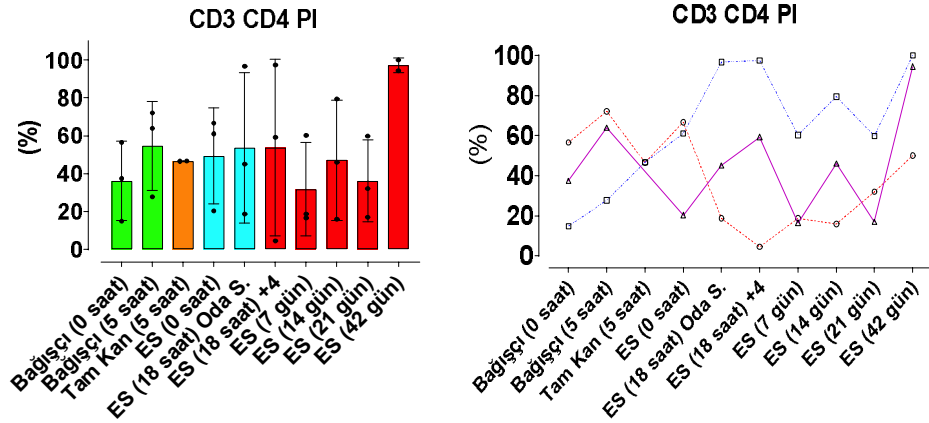 CD3 CD4 PI
(%)
100
80
60
40
20
0
Bağışçı (0 saat)
Bağışçı (5 saat)
Tam Kan (5 saat)
ES (0 saat)
ES (18 saat) Oda S.
ES (18 saat) +4
ES (7 gün)
ES (14 gün)
ES (21 gün)
ES (42 gün)
CD3 CD4 PI
(%)
100
80
60
40
20
0
Bağışçı (0 saat)
Bağışçı (5 saat)
Tam Kan (5 saat)
ES (0 saat)
ES (18 saat) Oda S.
ES (18 saat) +4
ES (7 gün)
ES (14 gün)
ES (21 gün)
ES (42 gün)